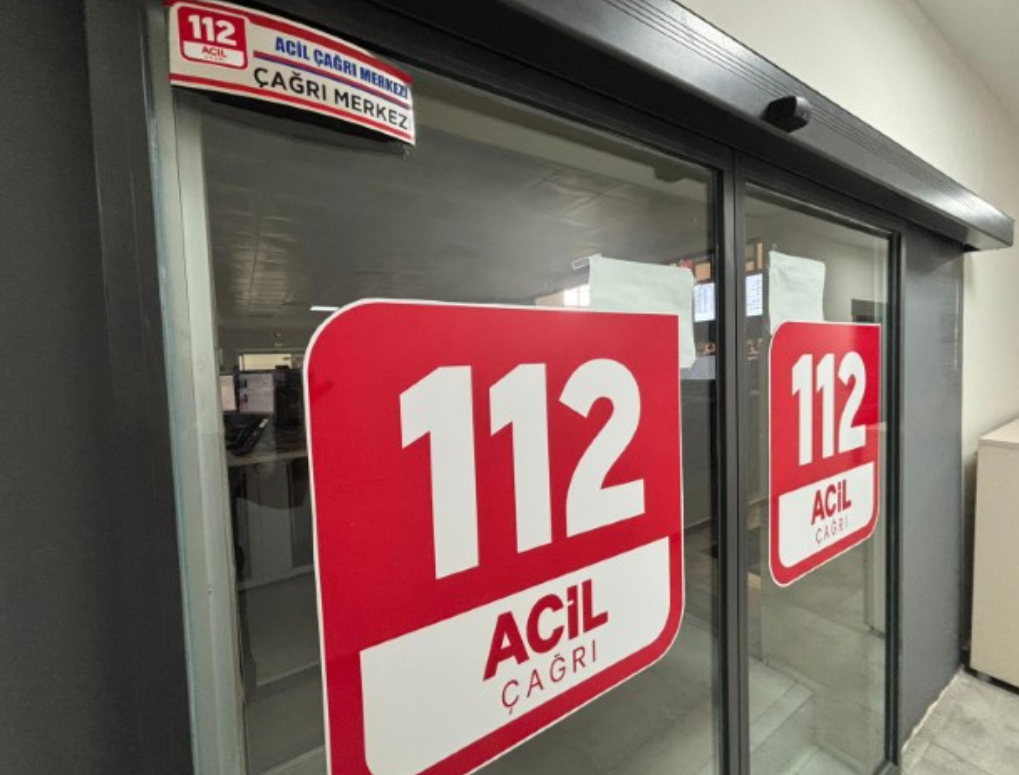 112
ACİL
ACİL ÇAĞRI MERKEZİ
ÇAĞRI MERKEZİ
112
ACİL
ÇAĞRI
112
ACİL
ÇAĞRI